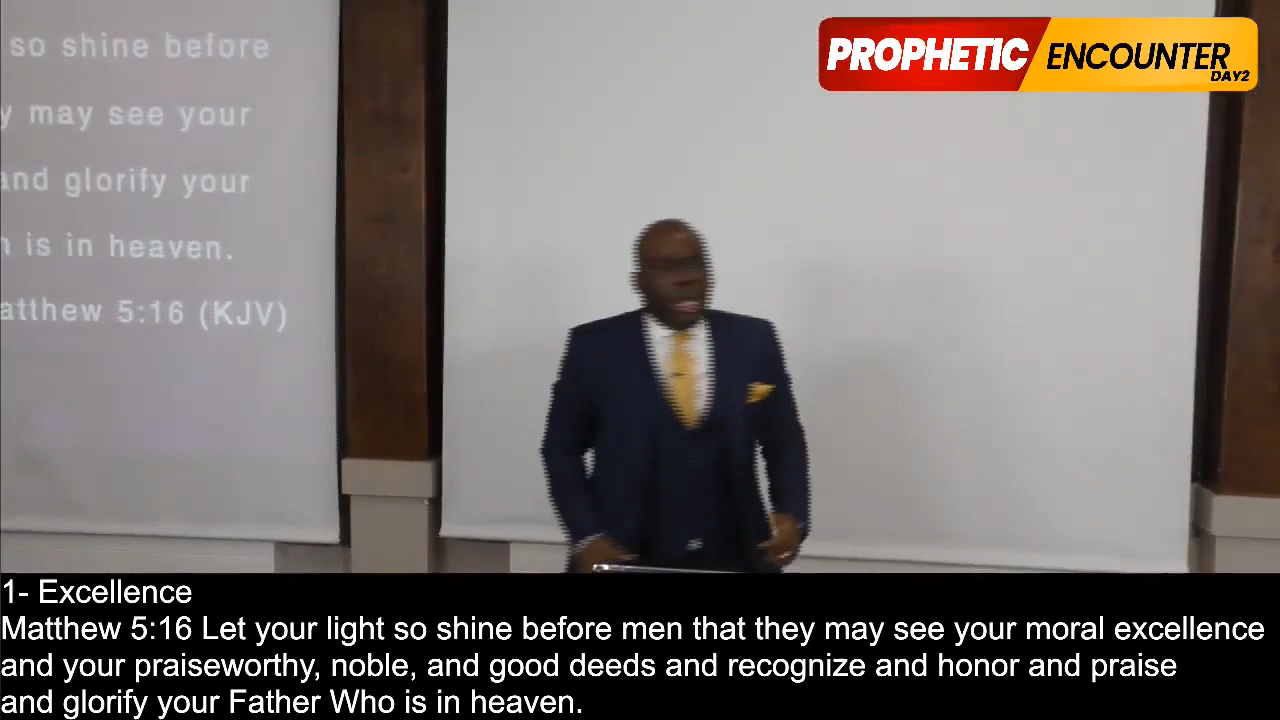 PROPHETIC ENCOUNTER
DAY2
so shine before
may see your
and glorify your
is in heaven.
5:16 (KJV)
1- Excellence
Matthew 5:16 Let your light so shine before men that they may see your moral excellence
and your praiseworthy, noble, and good deeds and recognize and honor and praise
and glorify your Father Who is in heaven.